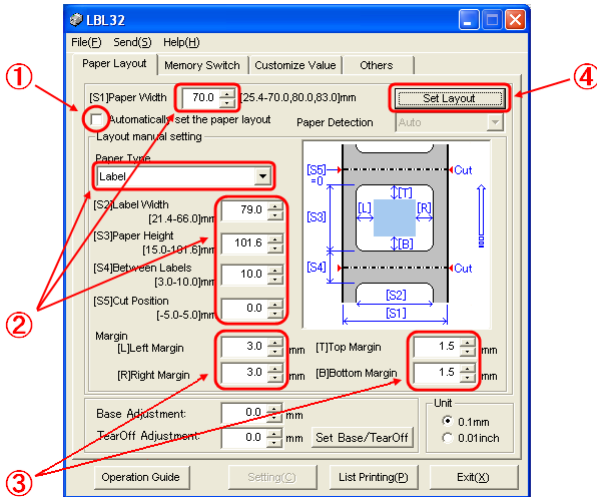 LBL32
File(F) Send(S) Help(H)
Paper Layout Memory Switch Customize Value Others
① ④
[S1]Paper Width 70.0 [25.4-70.0,80.0,83.0]mm Set Layout
Automatically set the paper layout Paper Detection Auto
Layout manual setting
Paper Type
Label
[S5] =0 Cut
[T]
[S2]Label Width 79.0
[21.4-66.0]mm
[L] [R]
[S3]
[S3]Paper Height 101.6
[15.0-101.6]mm
[B]
[S4]Between Labels 10.0
[3.0-10.0]mm
[S4] Cut
[S2]
[S5]Cut Position 0.0
[-5.0-5.0]mm
[S1]
②
Margin
[L]Left Margin 3.0 mm [T]Top Margin 1.5 mm
[R]Right Margin 3.0 mm [B]Bottom Margin 1.5 mm
Unit
Base Adjustment: 0.0 mm 0.1mm
TearOff Adjustment: 0.0 mm Set Base/TearOff 0.01inch
③
Operation Guide Setting(C) List Printing(P) Exit(X)